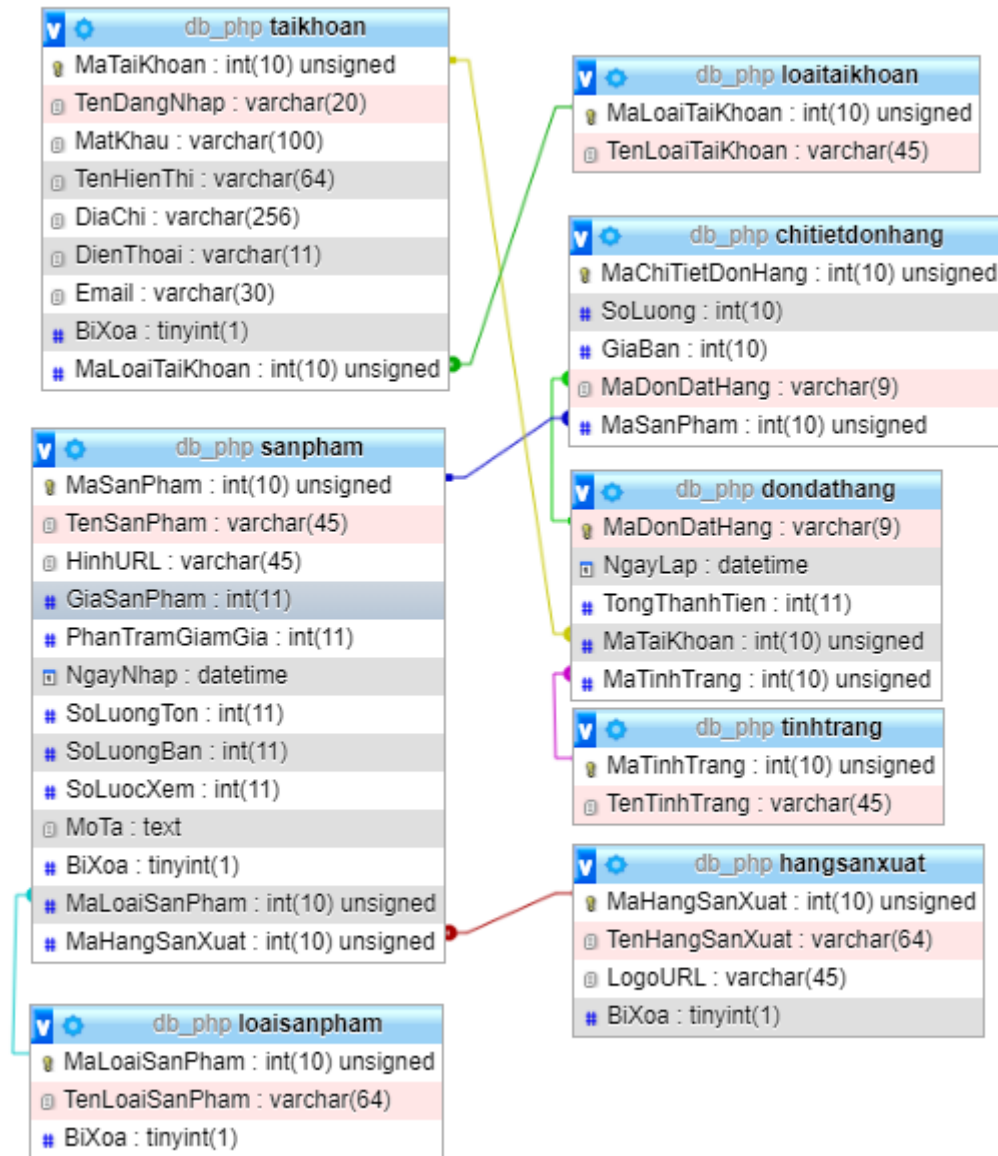 db_php taikhoan
MaTaiKhoan : int(10) unsigned
TenDangNhap : varchar(20)
MatKhau : varchar(100)
TenHienThi : varchar(64)
DiaChi : varchar(256)
DienThoai : varchar(11)
Email : varchar(30)
BiXoa : tinyint(1)
MaLoaiTaiKhoan : int(10) unsigned
db_php loaitaikhoan
MaLoaiTaiKhoan : int(10) unsigned
TenLoaiTaiKhoan : varchar(45)
db_php chitietdonhang
MaChiTietDonHang : int(10) unsigned
SoLuong : int(10)
GiaBan : int(10)
MaDonDatHang : varchar(9)
MaSanPham : int(10) unsigned
db_php sanpham
MaSanPham : int(10) unsigned
TenSanPham : varchar(45)
HinhURL : varchar(45)
GiaSanPham : int(11)
PhanTramGiamGia : int(11)
NgayNhap : datetime
SoLuongTon : int(11)
SoLuongBan : int(11)
SoLuocXem : int(11)
MoTa : text
BiXoa : tinyint(1)
MaLoaiSanPham : int(10) unsigned
MaHangSanXuat : int(10) unsigned
db_php dondathang
MaDonDatHang : varchar(9)
NgayLap : datetime
TongThanhTien : int(11)
MaTaiKhoan : int(10) unsigned
MaTinhTrang : int(10) unsigned
db_php tinhtrang
MaTinhTrang : int(10) unsigned
TenTinhTrang : varchar(45)
db_php hangsanxuat
MaHangSanXuat : int(10) unsigned
TenHangSanXuat : varchar(64)
LogoURL : varchar(45)
BiXoa : tinyint(1)
db_php loaisanpham
MaLoaiSanPham : int(10) unsigned
TenLoaiSanPham : varchar(64)
BiXoa : tinyint(1)